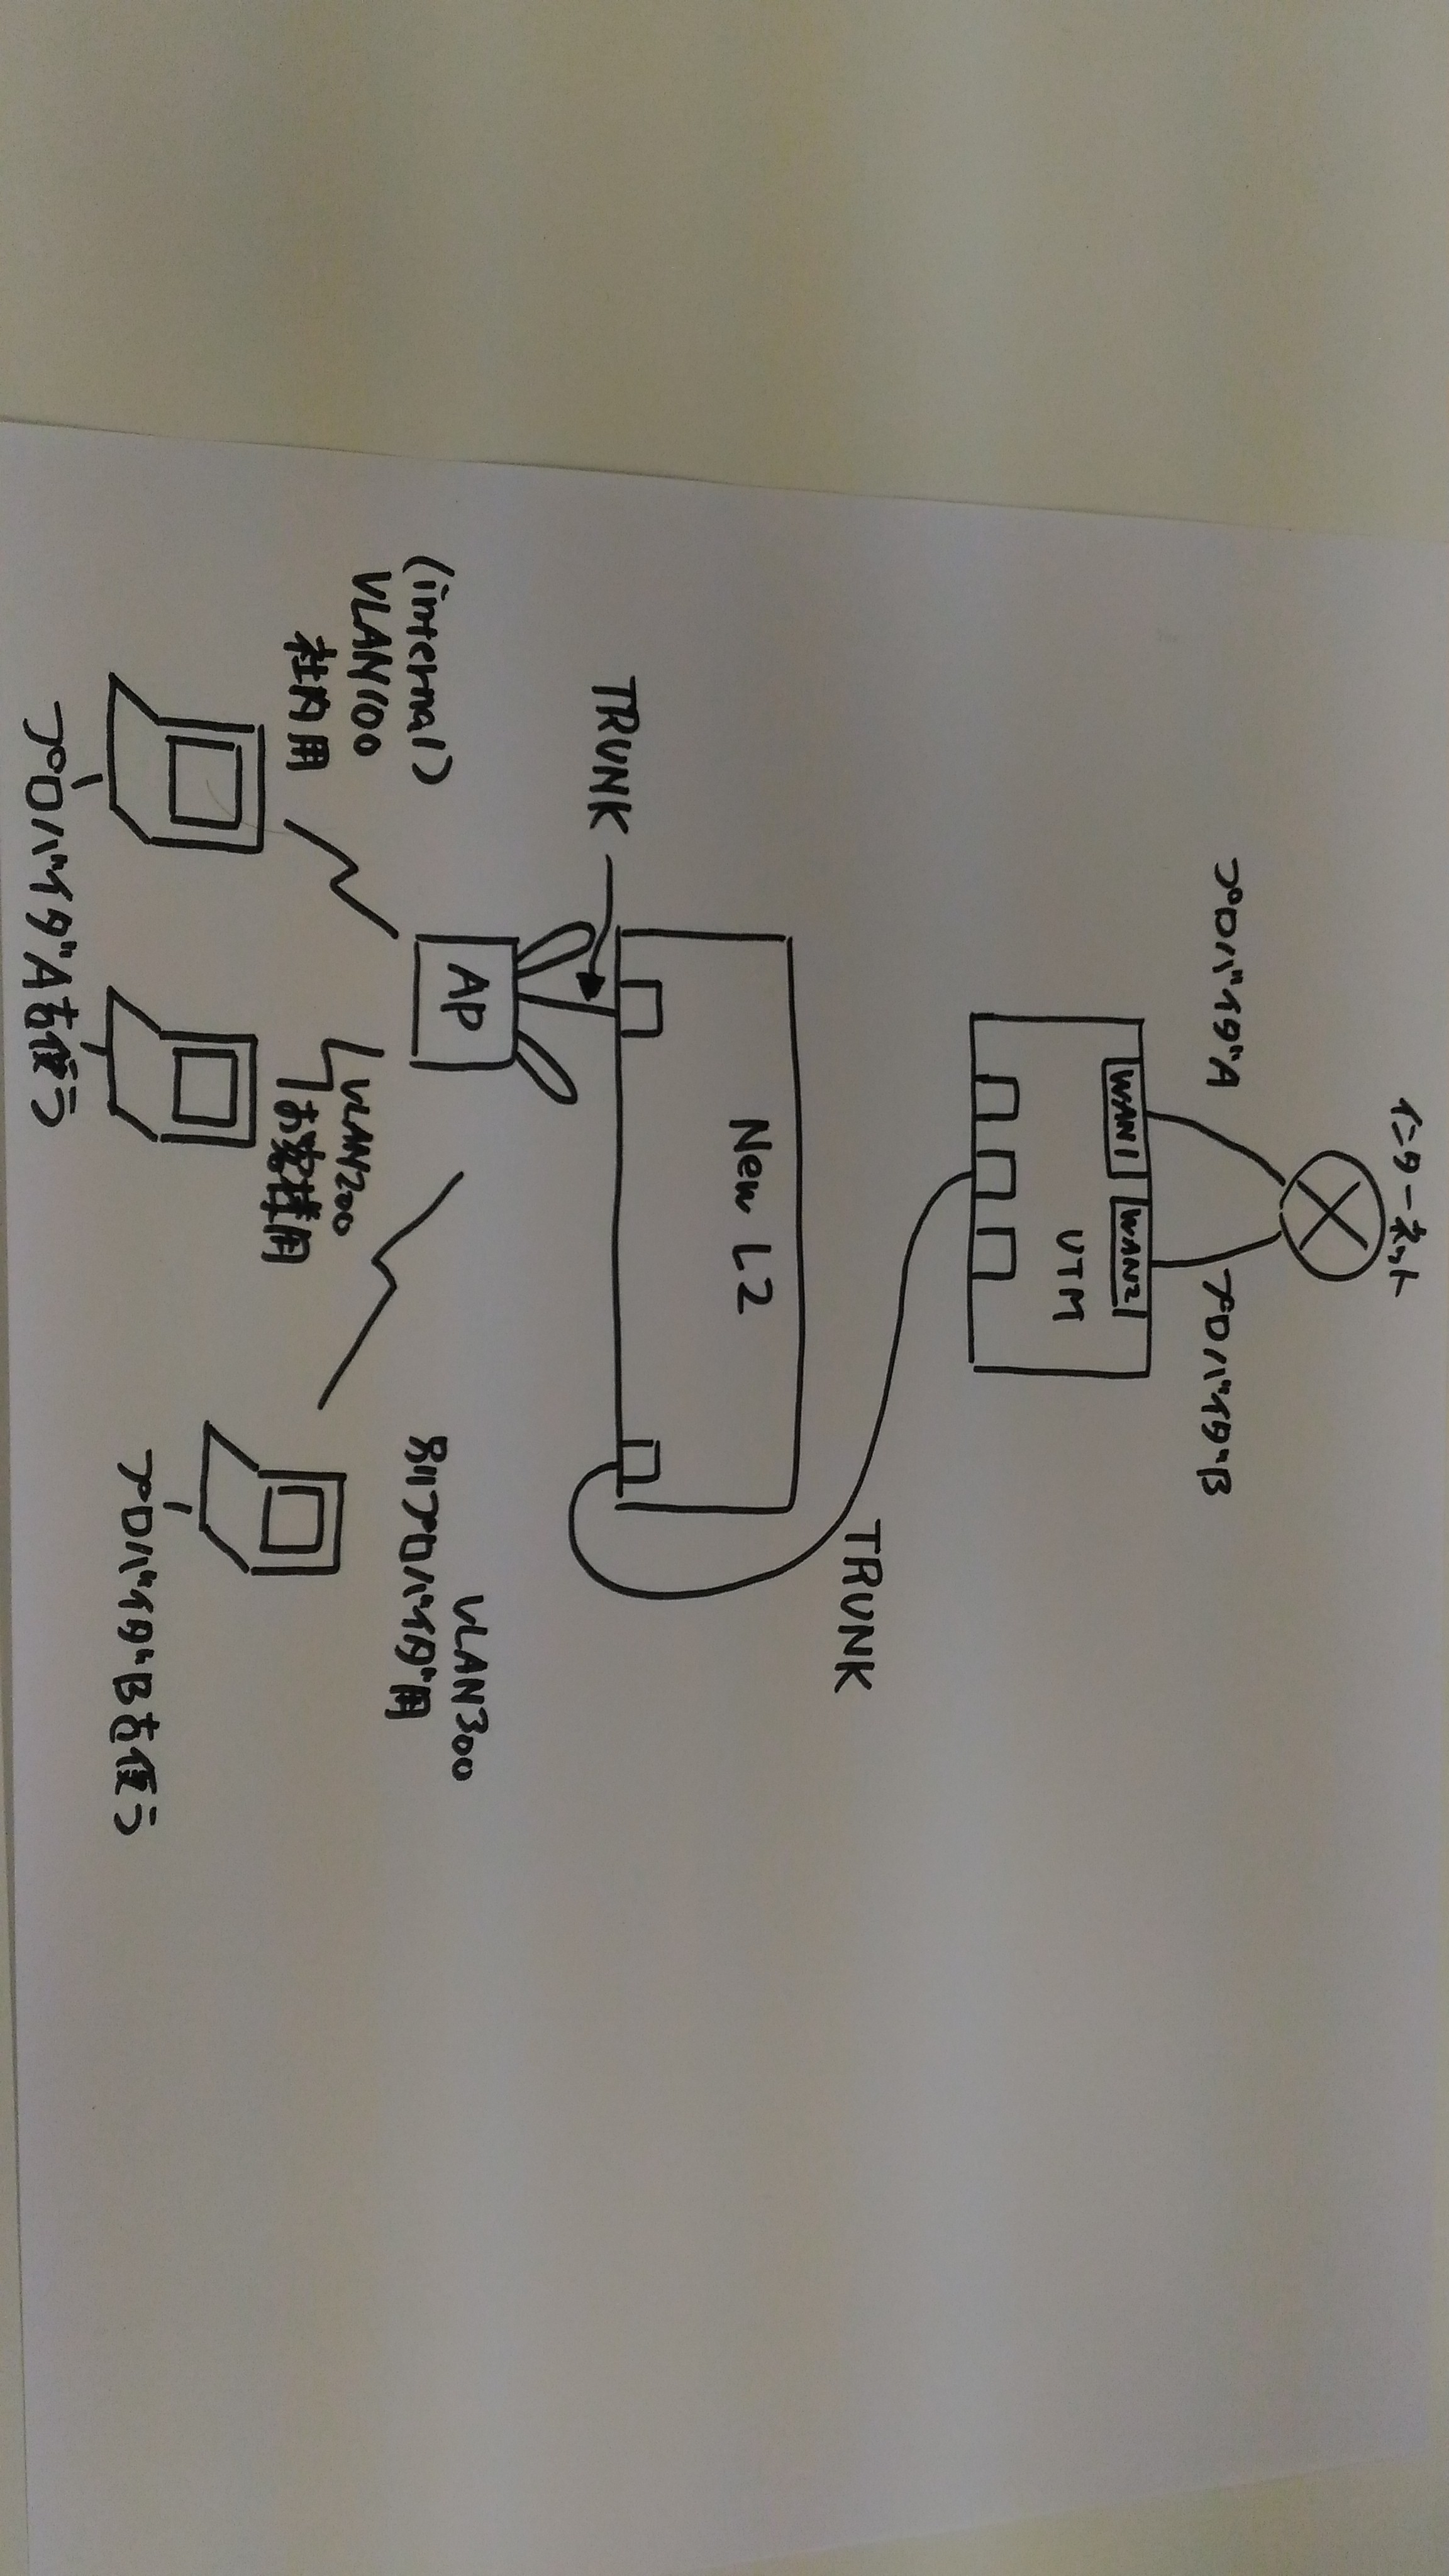 インターネット
プロバイダA
プロバイダB
WAN1
WAN2
UTM
TRUNK
New L2
TRUNK
AP
(internal)
VLAN100
社内用
VLAN200
お客様用
VLAN300
別プロバイダ用
プロバイダAを使う
プロバイダBを使う